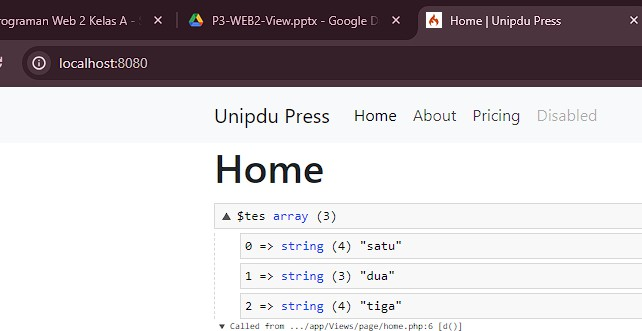 rograman Web 2 Kelas A - S
P3-WEB2-View.pptx - Google D
Home | Unipdu Press
localhost:8080
Unipdu Press Home About Pricing Disabled
Home
$tes array (3)
0 => string (4) "satu"
1 => string (3) "dua"
2 => string (4) "tiga"
Called from .../app/Views/page/home.php:6 [d()]